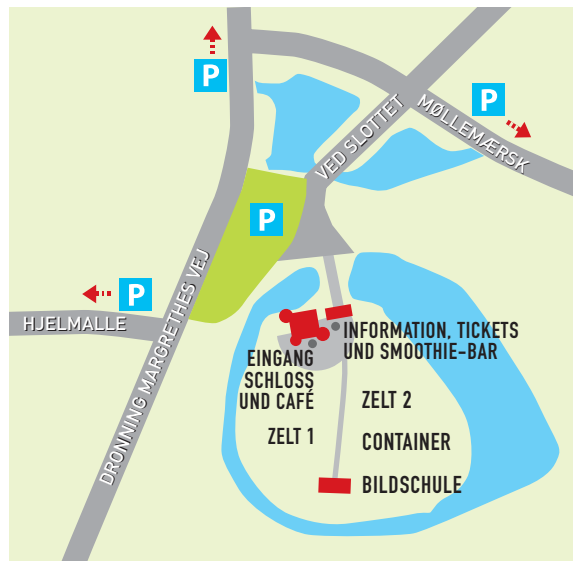 P
P
VED SLOTTET
MØLLEMÆRSK
P
P
HJELMALLE
DRONNING MARGRETHES VEJ
INFORMATION, TICKETS
UND SMOOTHIE-BAR
EINGANG
SCHLOSS
UND CAFÉ
ZELT 2
ZELT 1
CONTAINER
BILDSCHULE